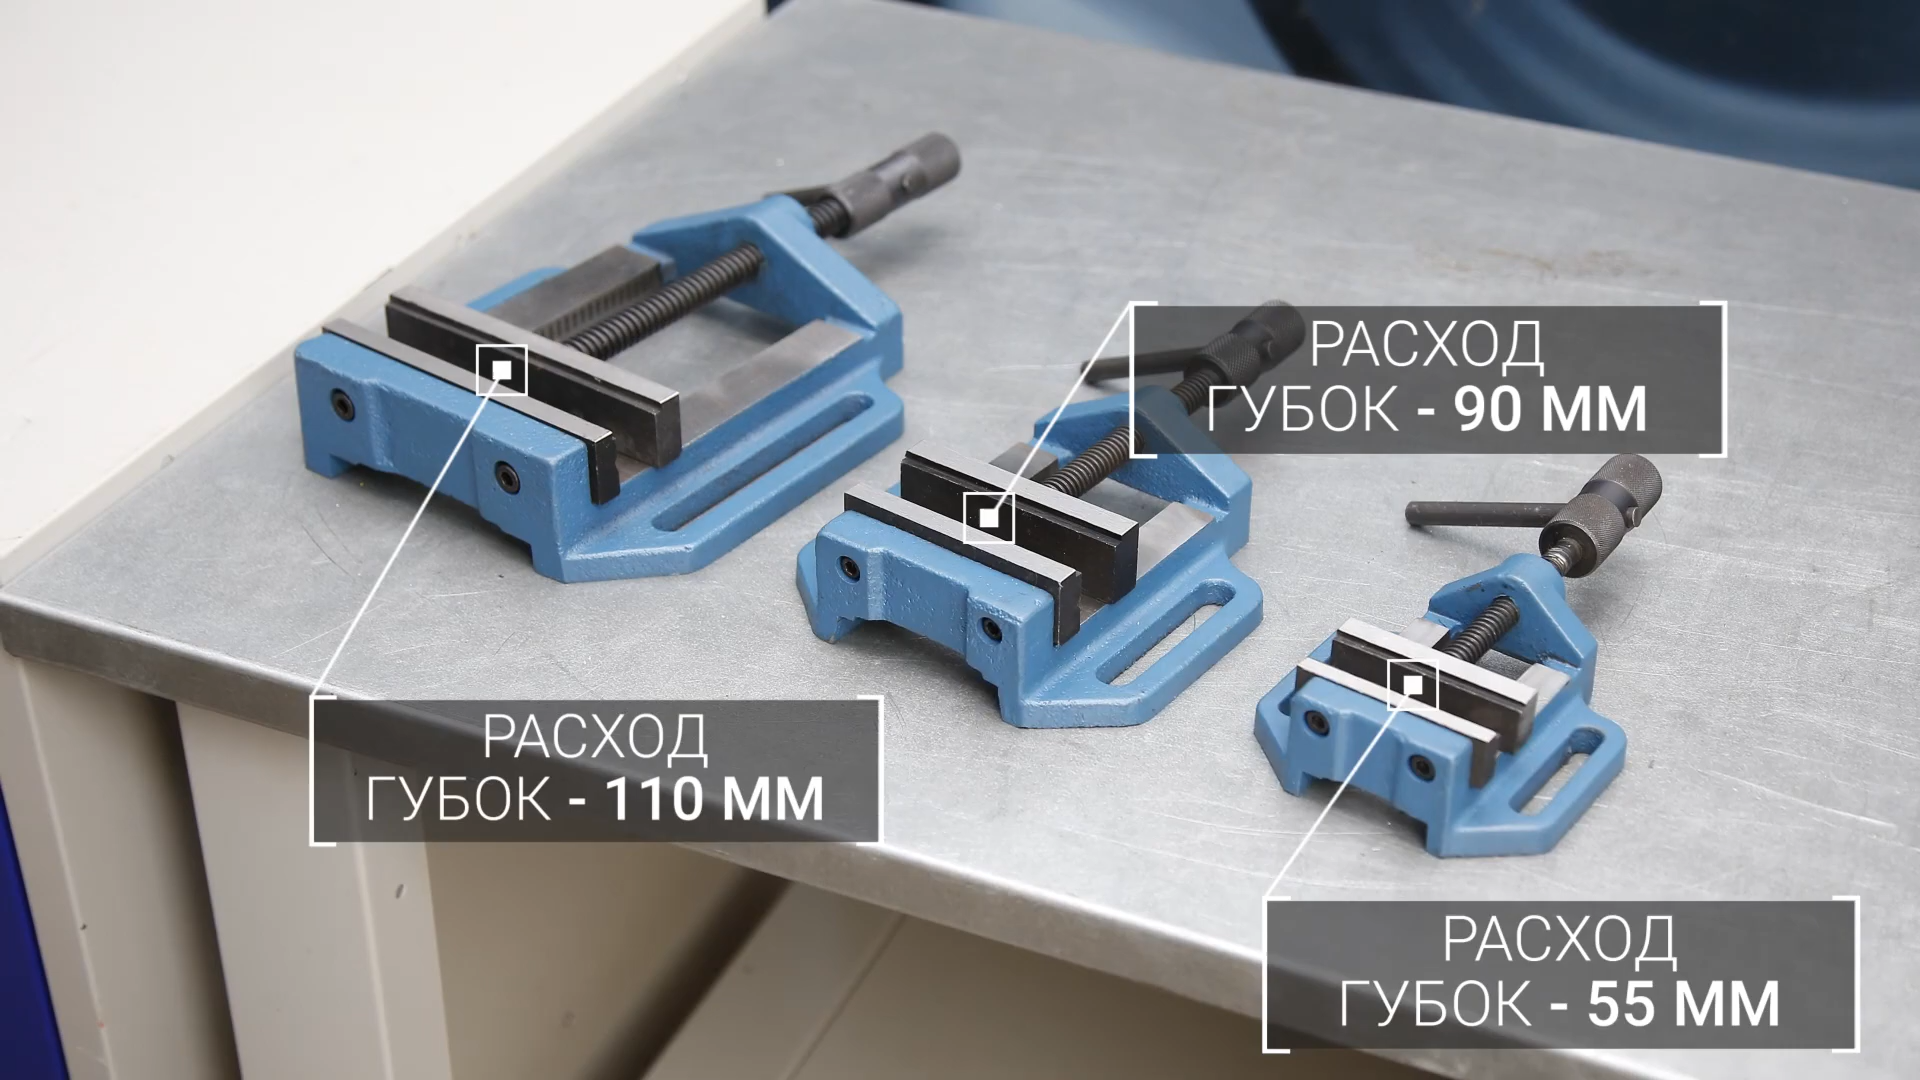 РАСХОД
ГУБОК - 110 ММ
РАСХОД
ГУБОК - 90 ММ
РАСХОД
ГУБОК - 55 ММ